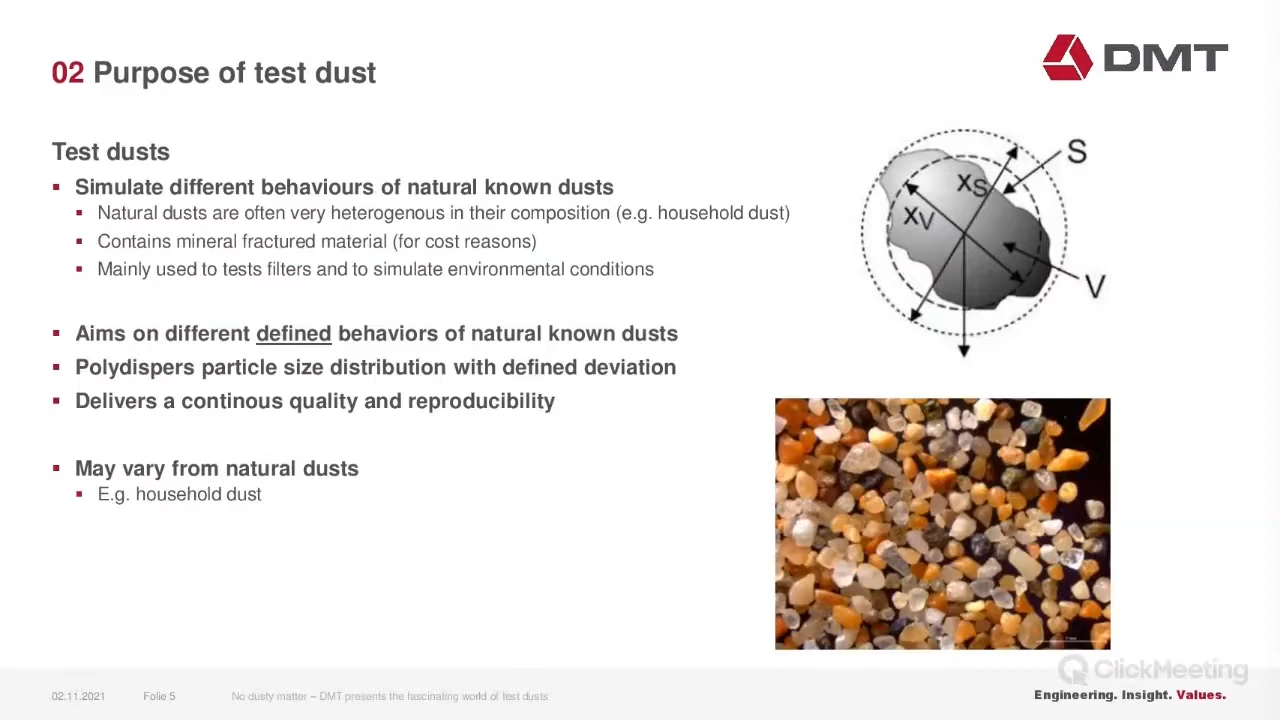 02 Purpose of test dust
DMT
Test dusts
Simulate different behaviours of natural known dusts
Natural dusts are often very heterogenous in their composition (e.g. household dust)
Contains mineral fractured material (for cost reasons)
Mainly used to tests filters and to simulate environmental conditions
Aims on different defined behaviors of natural known dusts
Polydispers particle size distribution with defined deviation
Delivers a continous quality and reproducibility
May vary from natural dusts
E.g. household dust
S
xS
xV
V
ClickMeeting
02.11.2021 Folie 5 No dusty matter – DMT presents the fascinating world of test dusts
Engineering. Insight. Values.